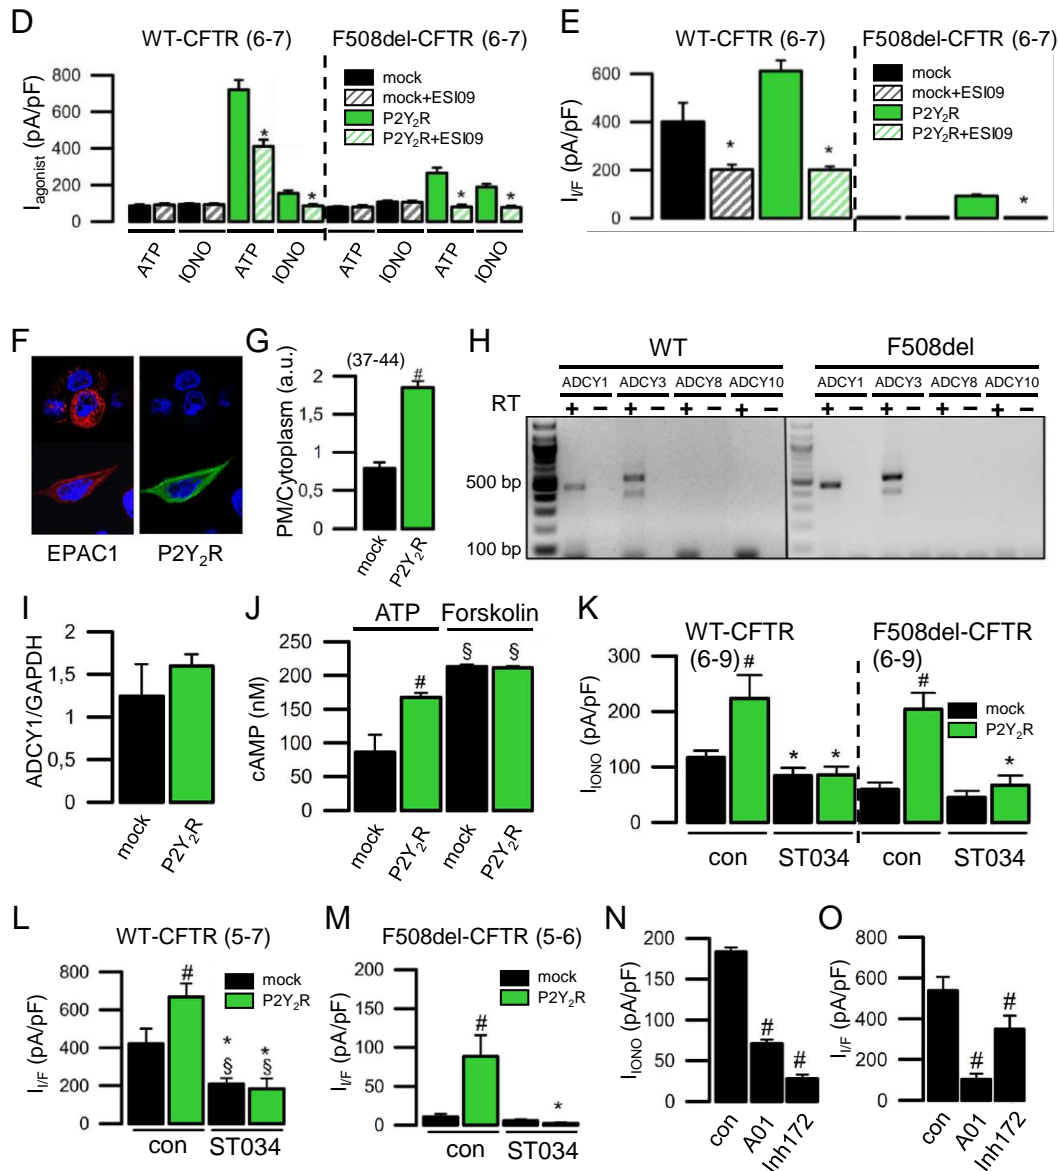 D
WT-CFTR (6-7)
F508del-CFTR (6-7)
I_agonist (pA/pF)
800
600
400
200
0
mock
mock+ESI09
P2Y₂R
P2Y₂R+ESI09
*
*
*
*
ATP
IONO
ATP
IONO
ATP
IONO
ATP
IONO
E
WT-CFTR (6-7)
F508del-CFTR (6-7)
I_I/F (pA/pF)
600
400
200
0
mock
mock+ESI09
P2Y₂R
P2Y₂R+ESI09
*
*
*
F
EPAC1
P2Y₂R
G
(37-44)
PM/Cytoplasm (a.u.)
2
1,5
1
0,5
0
#
mock
P2Y₂R
H
WT
F508del
ADCY1 ADCY3 ADCY8 ADCY10
ADCY1 ADCY3 ADCY8 ADCY10
RT
+ − + − + − + −
+ − + − + − + −
500 bp
100 bp
I
ADCY1/GAPDH
2
1,5
1
0,5
0
mock
P2Y₂R
J
ATP
Forskolin
cAMP (nM)
250
200
150
100
50
0
#
§
§
mock
P2Y₂R
mock
P2Y₂R
K
WT-CFTR
(6-9)
F508del-CFTR
(6-9)
I_IONO (pA/pF)
300
200
100
0
mock
P2Y₂R
#
*
*
#
*
con
ST034
con
ST034
L
WT-CFTR (5-7)
I_I/F (pA/pF)
800
600
400
200
0
mock
P2Y₂R
#
*
§
*
§
con
ST034
M
F508del-CFTR (5-6)
I_I/F (pA/pF)
200
150
100
50
0
mock
P2Y₂R
#
*
con
ST034
N
I_IONO (pA/pF)
200
150
100
50
0
#
#
con
A01
Inh172
O
I_I/F (pA/pF)
800
600
400
200
0
#
#
con
A01
Inh172